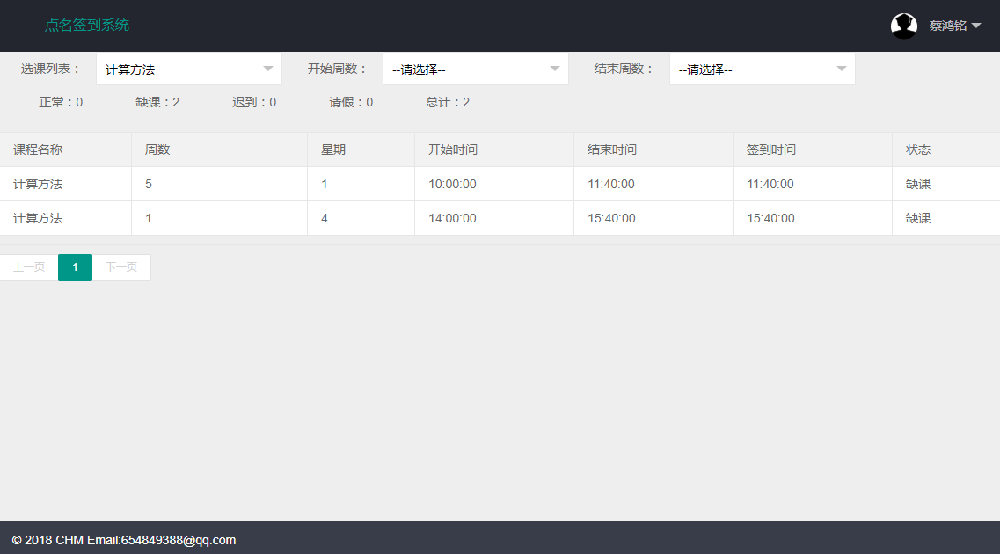 点名签到系统 蔡鸿铭
选课列表： 计算方法 开始周数： --请选择-- 结束周数： --请选择--
正常：0 缺课：2 迟到：0 请假：0 总计：2
课程名称 周数 星期 开始时间 结束时间 签到时间 状态
计算方法 5 1 10:00:00 11:40:00 11:40:00 缺课
计算方法 1 4 14:00:00 15:40:00 15:40:00 缺课
上一页 1 下一页
© 2018 CHM Email:654849388@qq.com